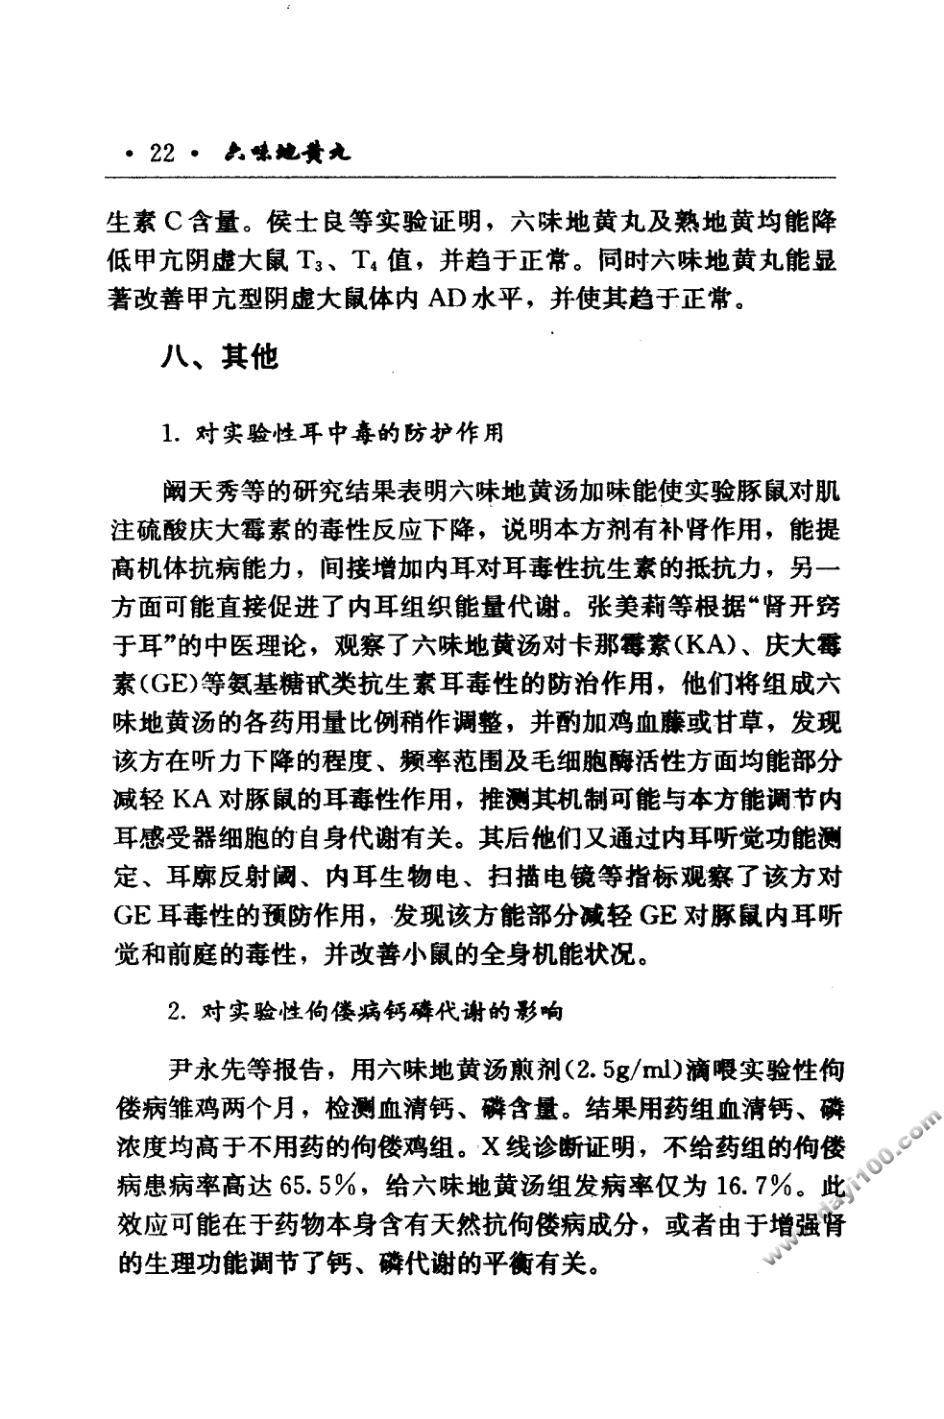 · 22 · 六味地黄丸
生素C含量。侯士良等实验证明，六味地黄丸及熟地黄均能降
低甲亢阴虚大鼠 T₃、T₄ 值，并趋于正常。同时六味地黄丸能显
著改善甲亢型阴虚大鼠体内 AD水平，并使其趋于正常。
八、其他
1. 对实验性耳中毒的防护作用
阚天秀等的研究结果表明六味地黄汤加味能使实验豚鼠对肌
注硫酸庆大霉素的毒性反应下降，说明本方剂有补肾作用，能提
高机体抗病能力，间接增加内耳对耳毒性抗生素的抵抗力，另一
方面可能直接促进了内耳组织能量代谢。张美莉等根据“肾开窍
于耳”的中医理论，观察了六味地黄汤对卡那霉素(KA)、庆大霉
素(GE)等氨基糖甙类抗生素耳毒性的防治作用，他们将组成六
味地黄汤的各药用量比例稍作调整，并酌加鸡血藤或甘草，发现
该方在听力下降的程度、频率范围及毛细胞酶活性方面均能部分
减轻 KA 对豚鼠的耳毒性作用，推测其机制可能与本方能调节内
耳感受器细胞的自身代谢有关。其后他们又通过内耳听觉功能测
定、耳廓反射阈、内耳生物电、扫描电镜等指标观察了该方对
GE 耳毒性的预防作用，发现该方能部分减轻 GE 对豚鼠内耳听
觉和前庭的毒性，并改善小鼠的全身机能状况。
2. 对实验性佝偻病钙磷代谢的影响
尹永先等报告，用六味地黄汤煎剂(2.5g/ml)滴喂实验性佝
偻病雏鸡两个月，检测血清钙、磷含量。结果用药组血清钙、磷
浓度均高于不用药的佝偻鸡组。X 线诊断证明，不给药组的佝偻
病患病率高达 65.5%，给六味地黄汤组发病率仅为 16.7%。此
效应可能在于药物本身含有天然抗佝偻病成分，或者由于增强肾
的生理功能调节了钙、磷代谢的平衡有关。